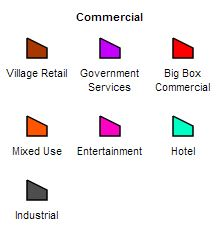 Commercial
Village Retail
Government
Services
Big Box
Commercial
Mixed Use
Entertainment
Hotel
Industrial